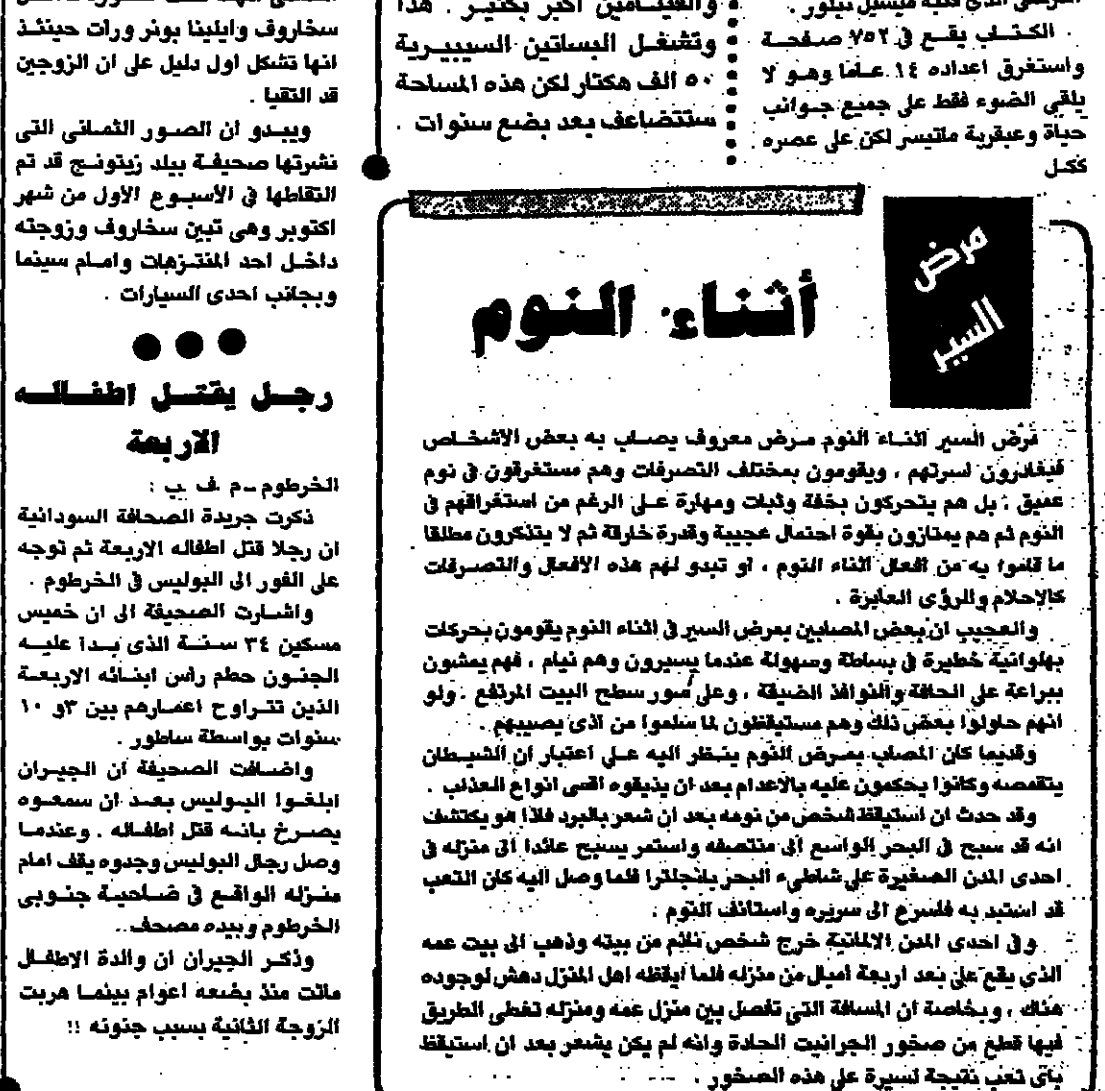 الكتاب يقع في ٧٥٢ صفحة
واستغرق اعداده ١٤ عاما وهو لا
يلقي الضوء فقط على جميع جوانب
حياة وعبقرية ماتيسر لكن على عصره
ككل
والفيتامين اكبر بكثير . هذا
وتشغل البساتين السيبيرية
٥٠ الف هكتار لكن هذه المساحة
ستتضاعف بعد بضع سنوات .
مرض
السير
أثناء النوم
مرض السير اثناء النوم مرض معروف يصاب به بعض الاشخاص
فيغادرون اسرتهم ، ويقومون بمختلف التصرفات وهم مستغرقون في نوم
عميق ; بل هم يتحركون بخفة وثبات ومهارة على الرغم من استغراقهم في
النوم ثم هم يمتازون بقوة احتمال عجيبة وقدرة خارقة ثم لا يتذكرون مطلقا
ما قاموا به من افعال اثناء النوم ، او تبدو لهم هذه الافعال والتصرفات
كالاحلام والرؤى العابرة .
والعجيب ان بعض المصابين بمرض السير في اثناء النوم يقومون بحركات
بهلوانية خطيرة في بساطة وسهولة عندما يسيرون وهم نيام ، فهم يمشون
ببراعة على الحافة والنوافذ الضيقة ، وعلى سور سطح البيت المرتفع . ولو
انهم حاولوا بعض ذلك وهم مستيقظون لما سلموا من اذى يصيبهم .
وقديما كان المصاب بمرض النوم ينظر اليه على اعتبار ان الشيطان
يتقمصه وكانوا يحكمون عليه بالاعدام بعد ان يذيقوه اقسى انواع العذاب .
وقد حدث ان استيقظ شخص من نومه بعد ان شعر بالبرد فاذا هو يكتشف
انه قد سبح في البحر الواسع الى منتصفه واستمر يسبح عائدا الى منزله في
احدى المدن الصغيرة على شاطىء البحر بانجلترا فلما وصل اليه كان التعب
قد استبد به فاسرع الى سريره واستانف النوم .
وفي احدى المدن الالمانية خرج شخص نائم من بيته وذهب الى بيت عمه
الذي يقع على بعد اربعة اميال من منزله فلما ايقظه اهل المنزل دهش لوجوده
هناك ، وبخاصة ان المسافة التي تفصل بين منزل عمه ومنزله تغطى الطريق
فيها قطع من صخور الجرانيت الحادة وانه لم يكن يشعر بعد ان استيقظ
باى تعب نتيجة لسيرة على هذه الصخور .
سخاروف وايلينا بونر ورات حينئذ
انها تشكل اول دليل على ان الزوجين
قد التقيا .
ويبدو ان الصور الثمانى التى
نشرتها صحيفة بيلد زيتونج قد تم
التقاطها في الأسبوع الاول من شهر
اكتوبر وهى تبين سخاروف وزوجته
داخل احد المنتزهات وامام سينما
وبجانب احدى السيارات .
رجل يقتل اطفاله
الاربعة
الخرطوم ـ م ف ب :
ذكرت جريدة الصحافة السودانية
ان رجلا قتل اطفاله الاربعة ثم توجه
على الفور الى البوليس في الخرطوم .
واشارت الصحيفة الى ان خميس
مسكين ٣٤ سنة الذى بدا عليه
الجنون حطم راس ابنائه الاربعة
الذين تتراوح اعمارهم بين ٣و ١٠
سنوات بواسطة ساطور .
واضافت الصحيفة ان الجيران
ابلغوا البوليس بعد ان سمعوه
يصرخ بانه قتل اطفاله . وعندما
وصل رجال البوليس وجدوه يقف امام
منزله الواقع في ضاحية جنوبى
الخرطوم وبيده مصحف..
وذكر الجيران ان والدة الاطفال
ماتت منذ بضعه اعوام بينما هربت
الزوجة الثانية بسبب جنونه !!